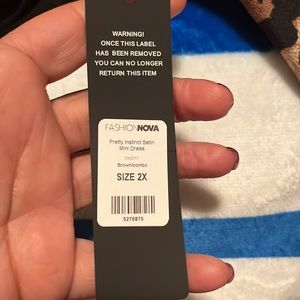 WARNING!
ONCE THIS LABEL
HAS BEEN REMOVED
YOU CAN NO LONGER
RETURN THIS ITEM
FASHIONNOVA
Pretty Instinct Satin
Mini Dress
Brown/combo
SIZE 2X
5276875